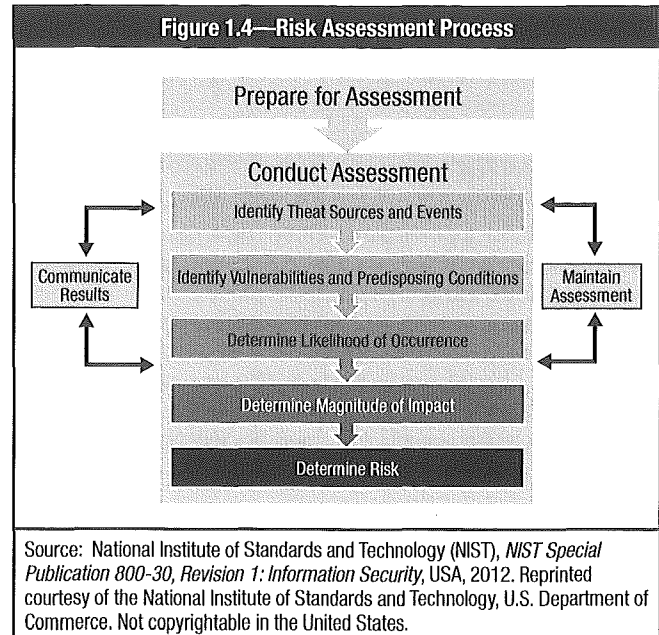 Figure 1.4—Risk Assessment Process
Prepare for Assessment
Conduct Assessment
Identify Theat Sources and Events
Identify Vulnerabilities and Predisposing Conditions
Determine Likelihood of Occurrence
Determine Magnitude of Impact
Determine Risk
Communicate
Results
Maintain
Assessment
Source: National Institute of Standards and Technology (NIST), NIST Special
Publication 800-30, Revision 1: Information Security, USA, 2012. Reprinted
courtesy of the National Institute of Standards and Technology, U.S. Department of
Commerce. Not copyrightable in the United States.